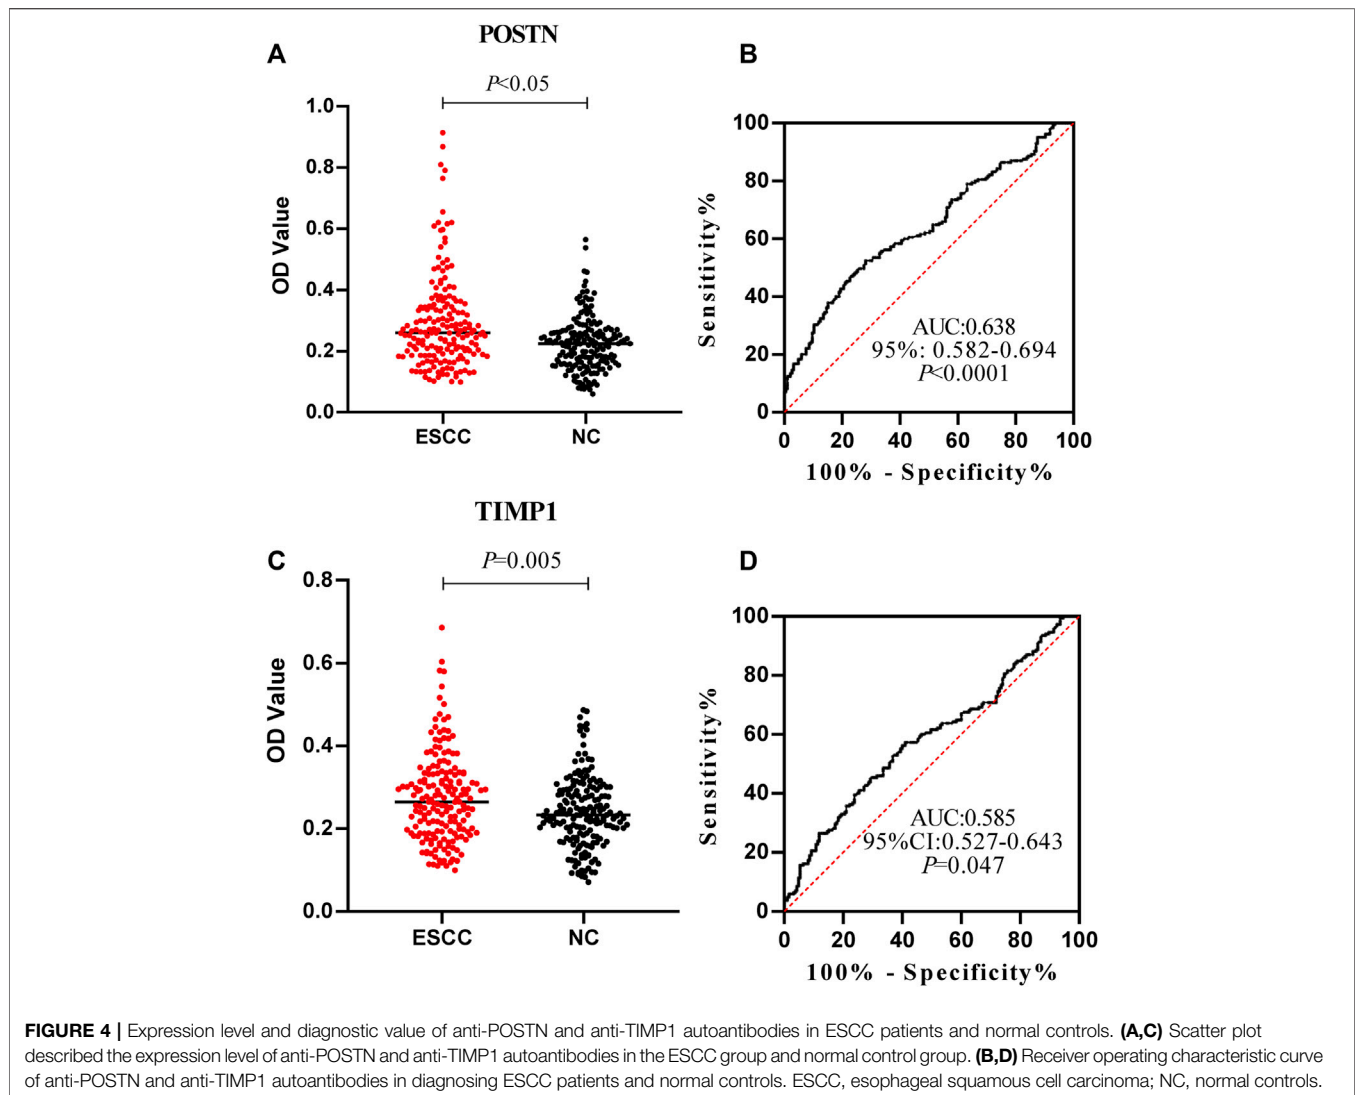 POSTN
A
P<0.05
1.0
0.8
0.6
0.4
0.2
0.0
OD Value
ESCC
NC
B
100
80
60
40
20
0
Sensitivity%
AUC:0.638
95%: 0.582-0.694
P<0.0001
0 20 40 60 80 100
100% - Specificity%
TIMP1
C
P=0.005
0.8
0.6
0.4
0.2
0.0
OD Value
ESCC
NC
D
100
80
60
40
20
0
Sensitivity%
AUC:0.585
95%CI:0.527-0.643
P=0.047
0 20 40 60 80 100
100% - Specificity%
FIGURE 4 | Expression level and diagnostic value of anti-POSTN and anti-TIMP1 autoantibodies in ESCC patients and normal controls. (A,C) Scatter plot
described the expression level of anti-POSTN and anti-TIMP1 autoantibodies in the ESCC group and normal control group. (B,D) Receiver operating characteristic curve
of anti-POSTN and anti-TIMP1 autoantibodies in diagnosing ESCC patients and normal controls. ESCC, esophageal squamous cell carcinoma; NC, normal controls.